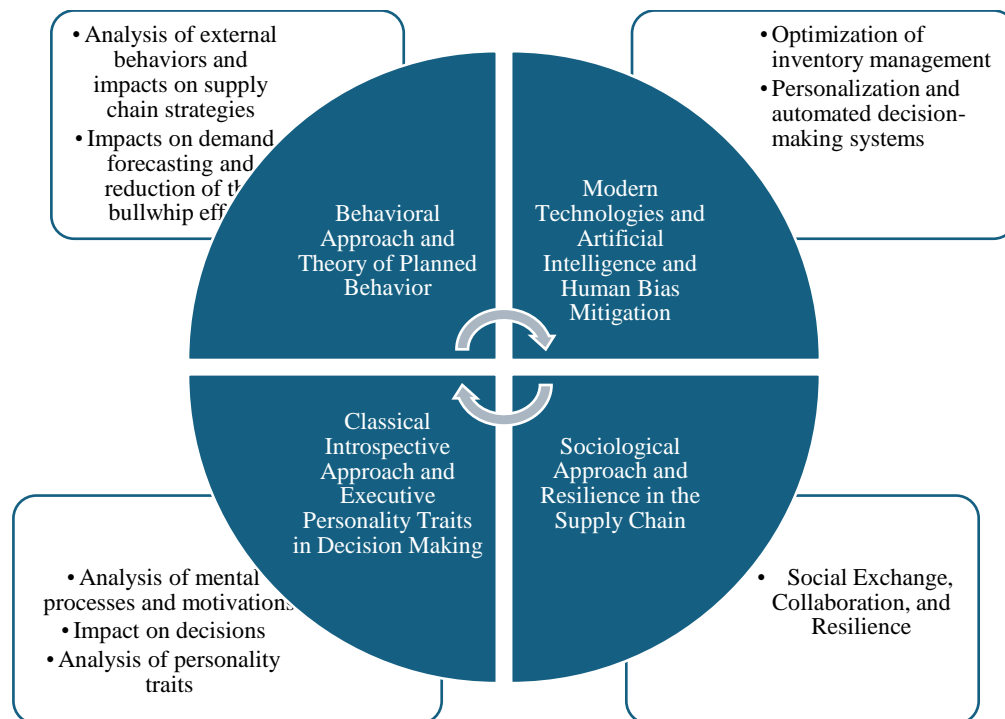 • Analysis of external
behaviors and
impacts on supply
chain strategies
• Impacts on demand
forecasting and
reduction of th
bullwhip eff
• Optimization of
inventory management
• Personalization and
automated decision-
making systems
Behavioral
Approach and
Theory of Planned
Behavior
Modern
Technologies and
Artificial
Intelligence and
Human Bias
Mitigation
Classical
Introspective
Approach and
Executive
Personality Traits
in Decision Making
Sociological
Approach and
Resilience in the
Supply Chain
• Analysis of mental
processes and motivations
• Impact on decisions
• Analysis of personality
traits
• Social Exchange,
Collaboration, and
Resilience